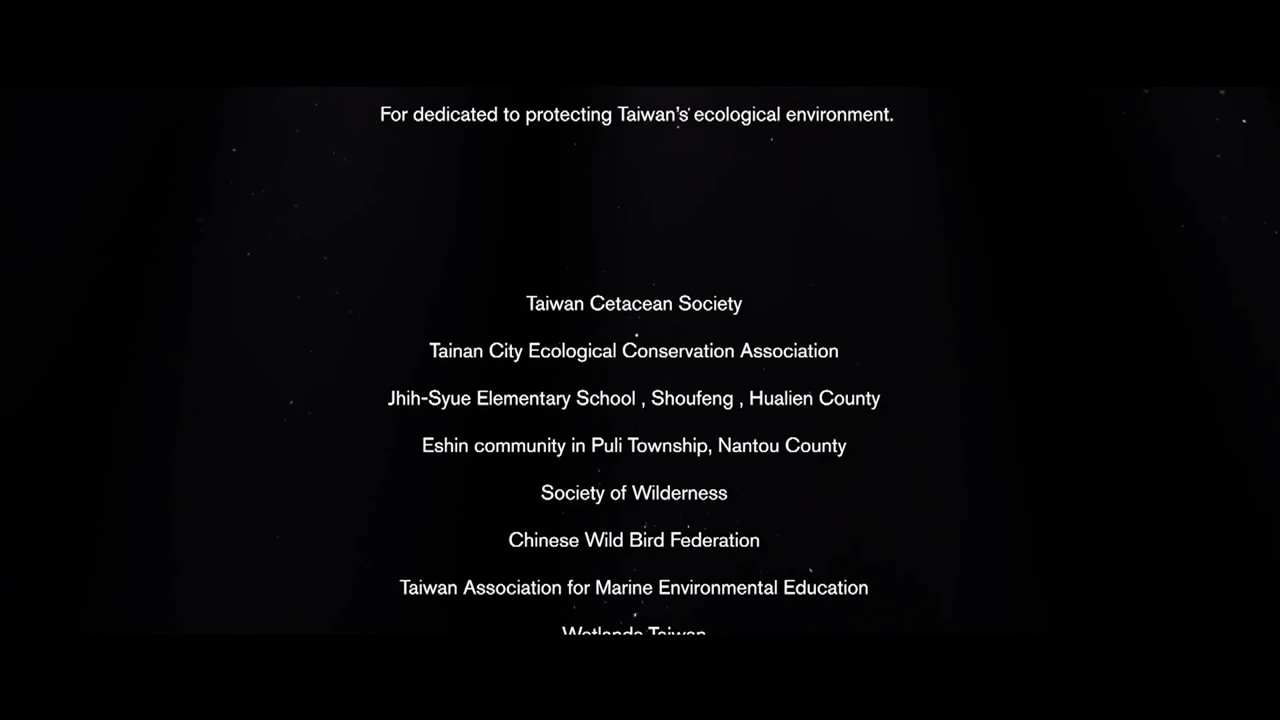 For dedicated to protecting Taiwan's ecological environment.
Taiwan Cetacean Society
Tainan City Ecological Conservation Association
Jhih-Syue Elementary School , Shoufeng , Hualien County
Eshin community in Puli Township, Nantou County
Society of Wilderness
Chinese Wild Bird Federation
Taiwan Association for Marine Environmental Education
Wetlands Taiwan